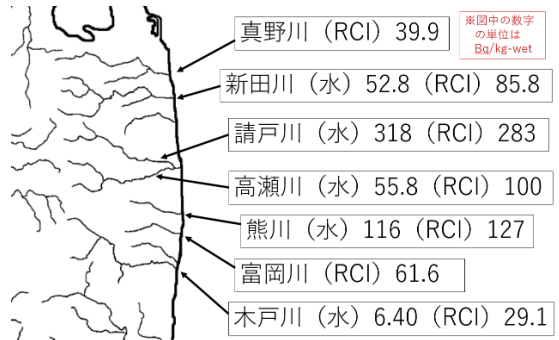 真野川（RCI）39.9
※図中の数字
の単位は
Bq/kg-wet
新田川（水）52.8（RCI）85.8
請戸川（水）318（RCI）283
高瀬川（水）55.8（RCI）100
熊川（水）116（RCI）127
富岡川（RCI）61.6
木戸川（水）6.40（RCI）29.1